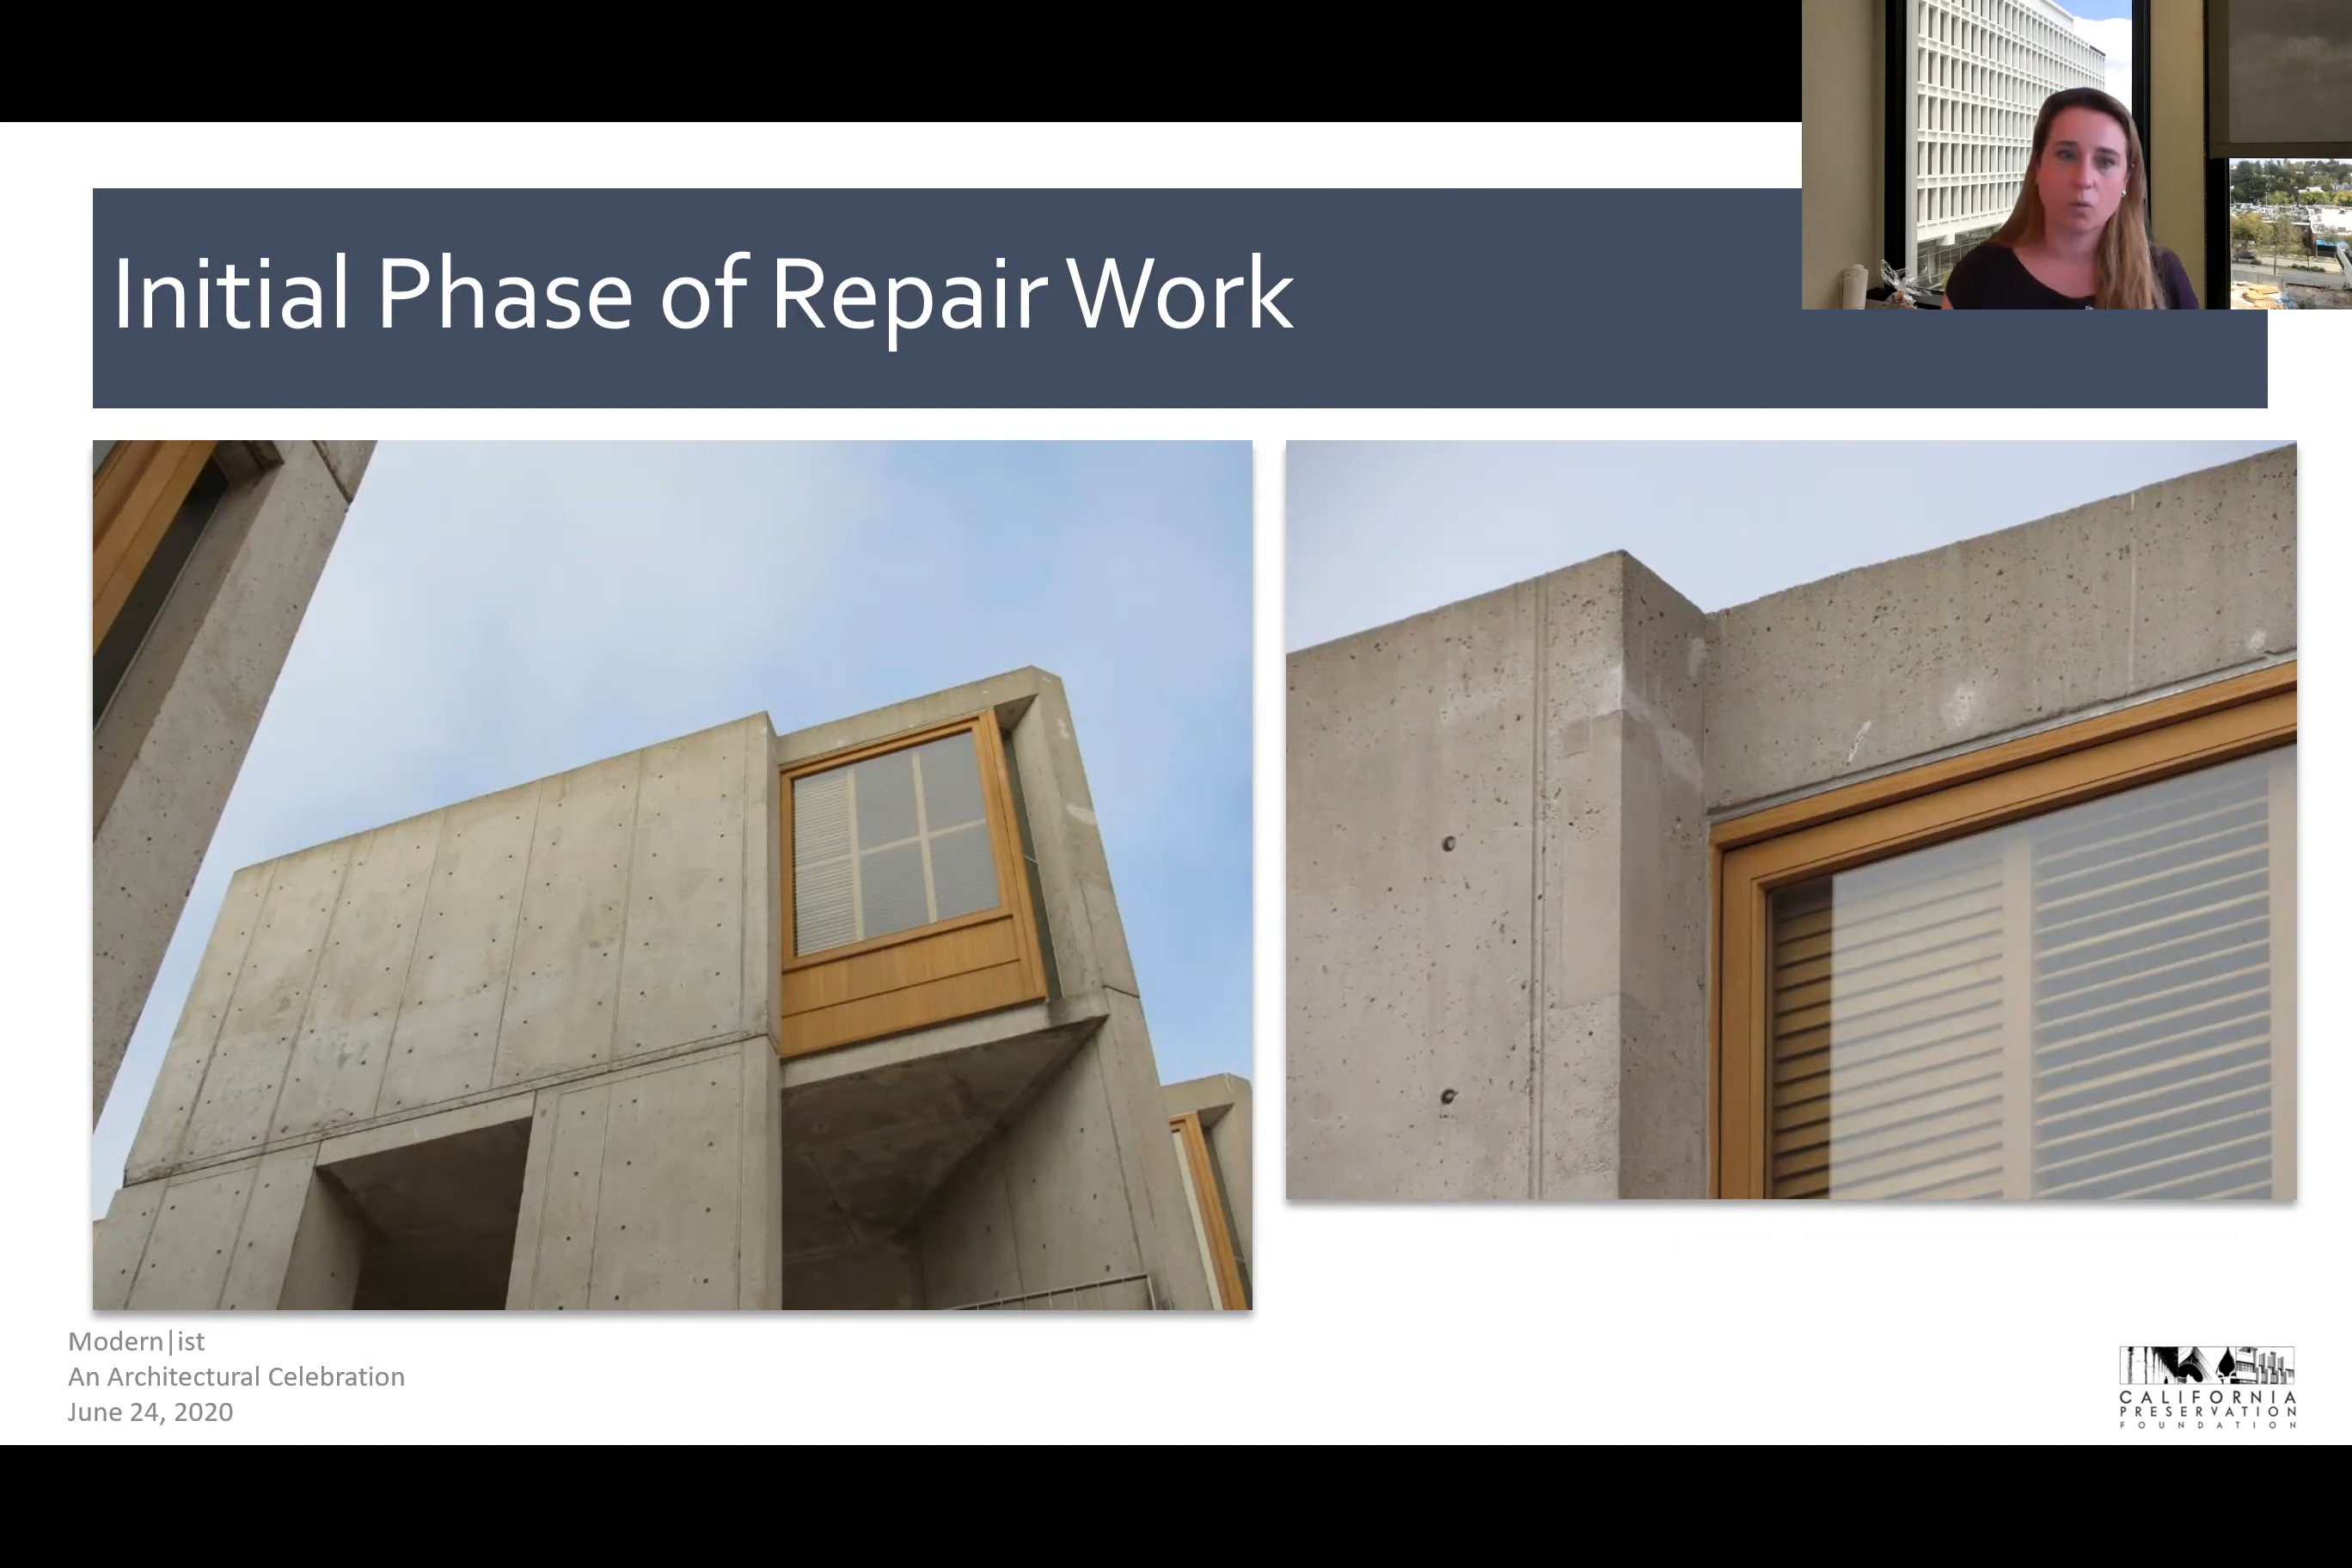 Initial Phase of Repair Work
Modern|ist
An Architectural Celebration
June 24, 2020
CALIFORNIA
PRESERVATION
FOUNDATION